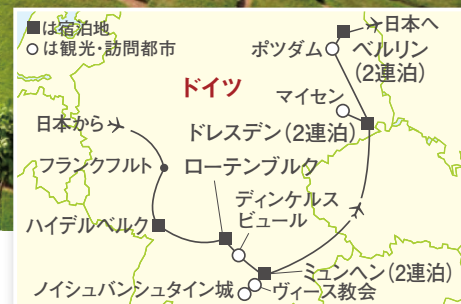 ■は宿泊地
○は観光・訪問都市
✈日本へ
ポツダム
ベルリン
(2連泊)
ドイツ
マイセン
日本から✈
ドレスデン(2連泊)
フランクフルト
ローテンブルク
ディンケルス
ビュール
ハイデルベルク
ミュンヘン(2連泊)
ヴィース教会
ノイシュバンシュタイン城